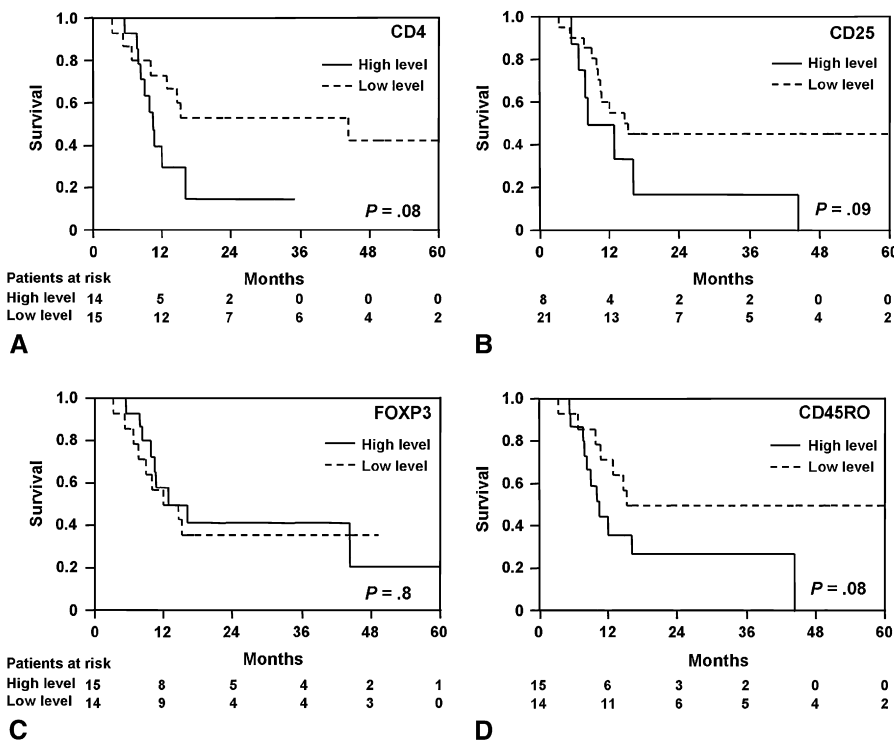 1.0
0.8
0.6
0.4
0.2
0
Survival
CD4
High level
Low level
P = .08
0 12 24 36 48 60
Months
Patients at risk
High level 14 5 2 0 0 0
Low level 15 12 7 6 4 2
A
1.0
0.8
0.6
0.4
0.2
0
Survival
CD25
High level
Low level
P = .09
0 12 24 36 48 60
Months
8 4 2 2 0 0
21 13 7 5 4 2
B
1.0
0.8
0.6
0.4
0.2
0
Survival
FOXP3
High level
Low level
P = .8
0 12 24 36 48 60
Months
Patients at risk
High level 15 8 5 4 2 1
Low level 14 9 4 4 3 0
C
1.0
0.8
0.6
0.4
0.2
0
Survival
CD45RO
High level
Low level
P = .08
0 12 24 36 48 60
Months
15 6 3 2 0 0
14 11 6 5 4 2
D